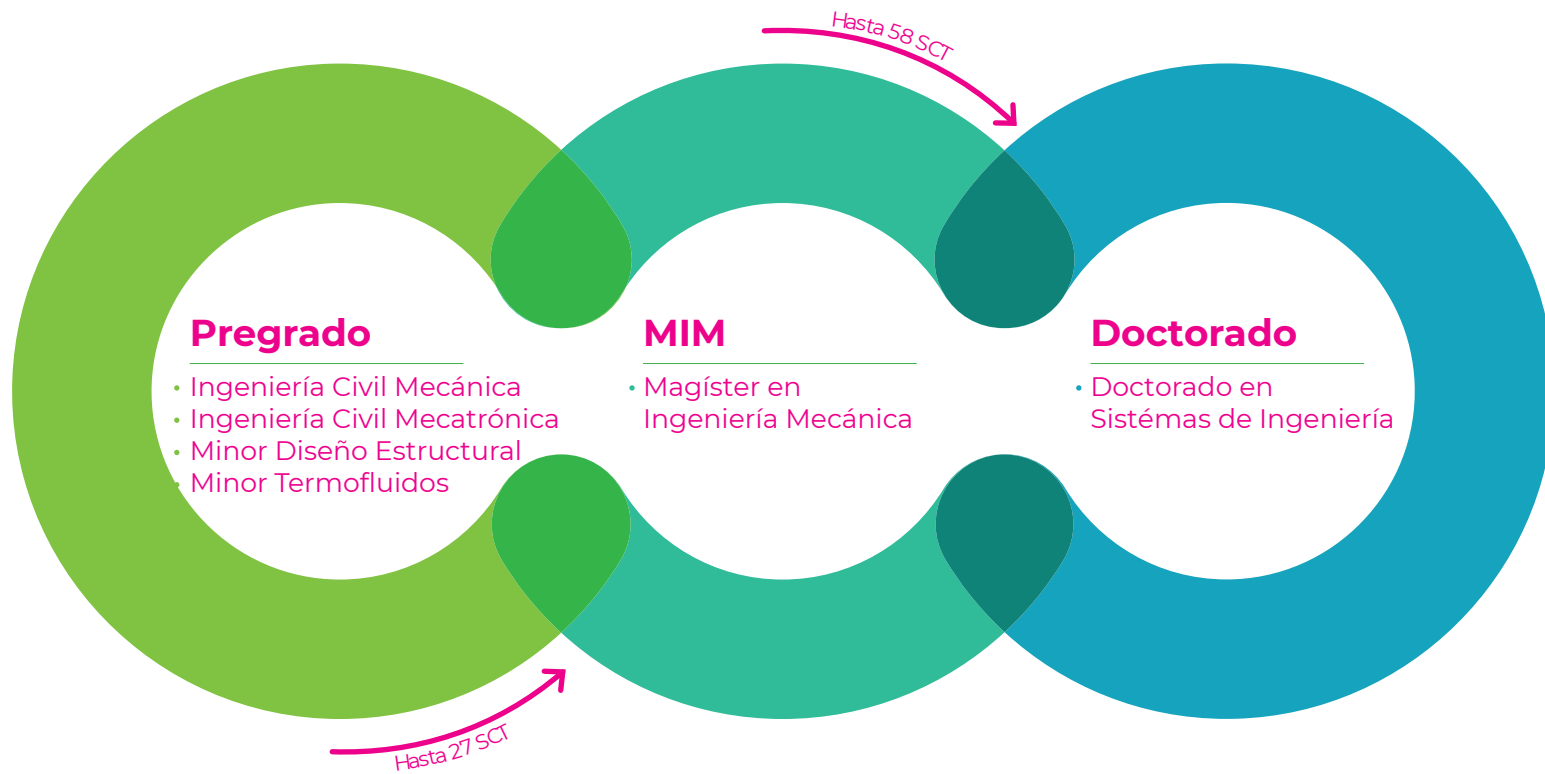 Hasta 58 SCT
Pregrado
• Ingeniería Civil Mecánica
• Ingeniería Civil Mecatrónica
• Minor Diseño Estructural
• Minor Termofluidos
MIM
• Magíster en
Ingeniería Mecánica
Doctorado
• Doctorado en
Sistémas de Ingeniería
Hasta 27 SCT